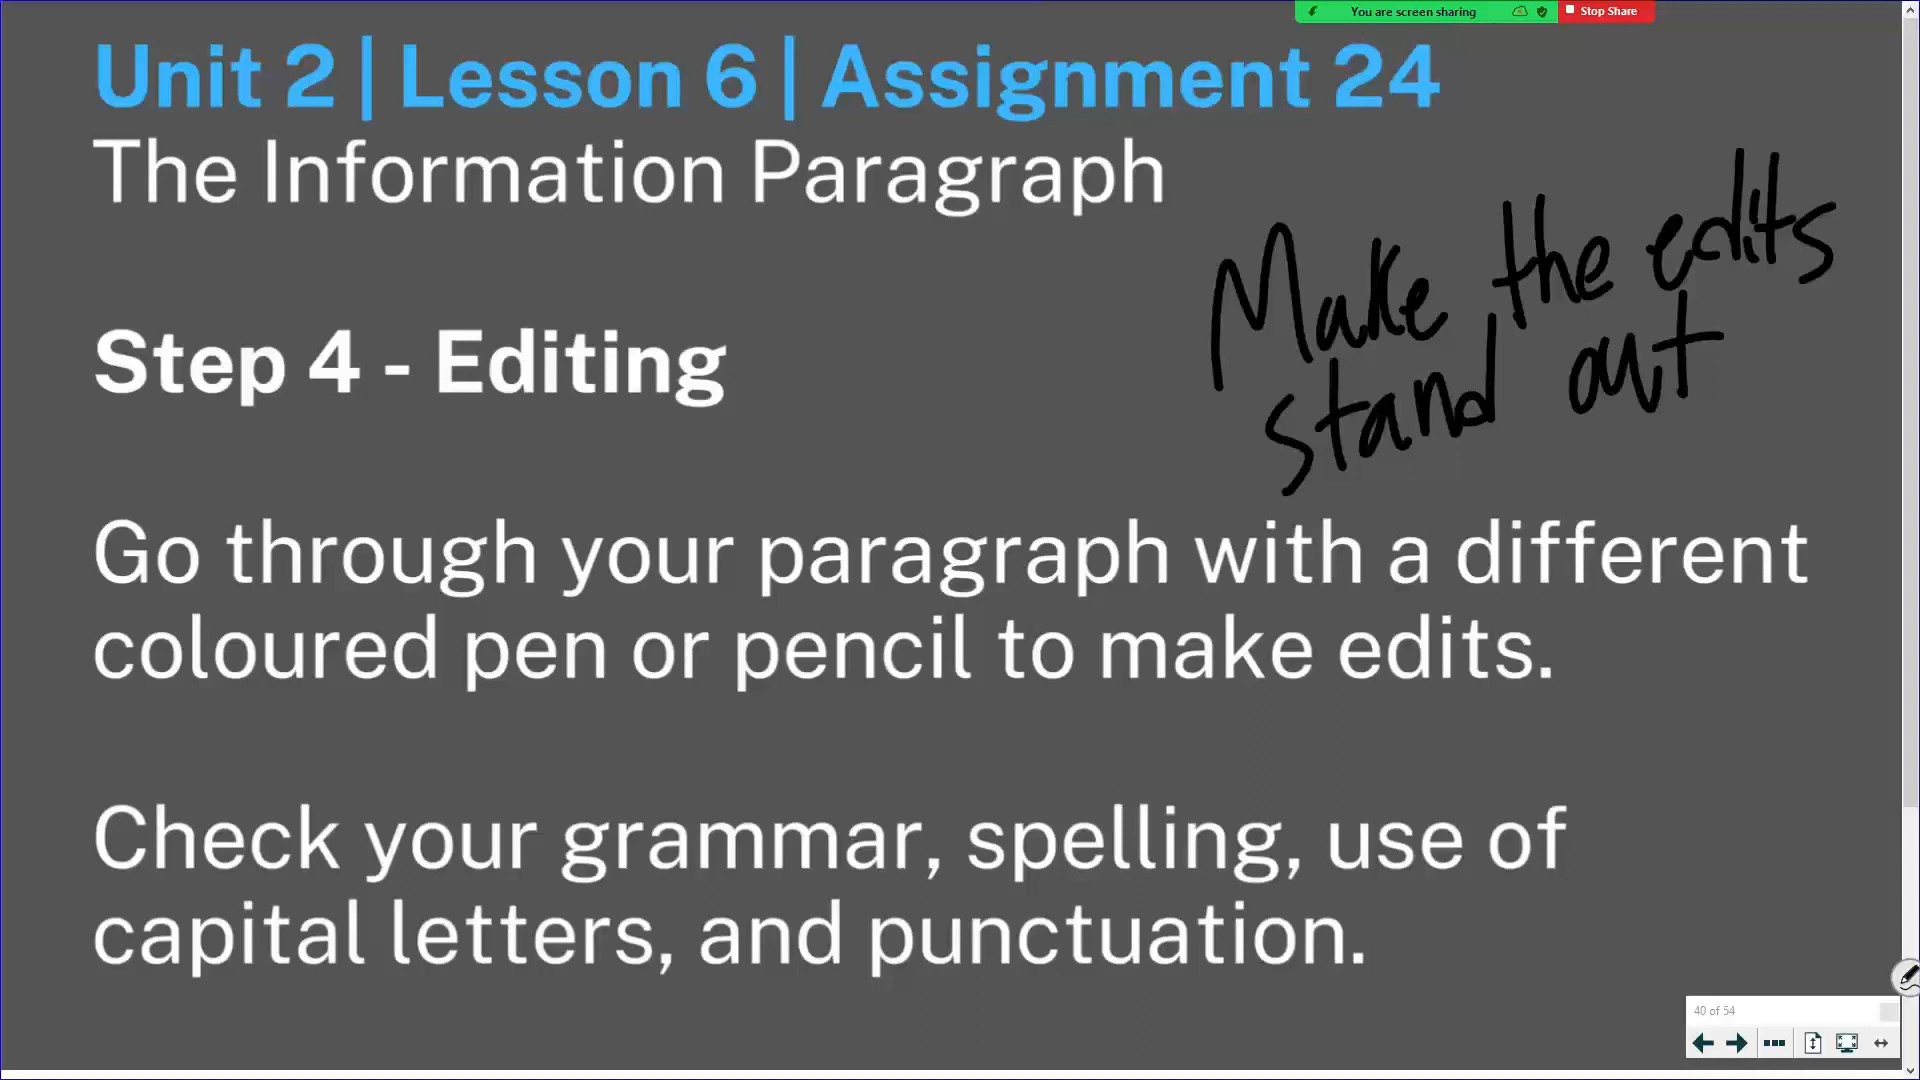 You are screen sharing
Stop Share
Unit 2 | Lesson 6 | Assignment 24
The Information Paragraph
Make the edits
stand out
Step 4 - Editing
Go through your paragraph with a different
coloured pen or pencil to make edits.
Check your grammar, spelling, use of
capital letters, and punctuation.
40 of 54